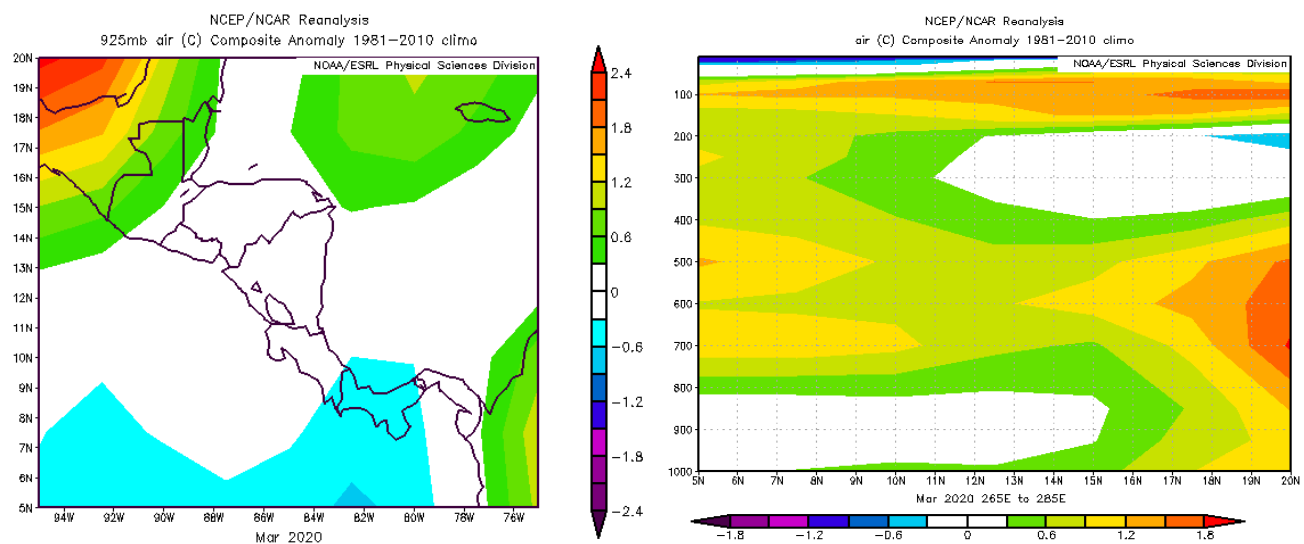 NCEP/NCAR Reanalysis
925mb air (C) Composite Anomaly 1981-2010 climo
NOAA/ESRL Physical Sciences Division
20N
19N
18N
17N
16N
15N
14N
13N
12N
11N
10N
9N
8N
7N
6N
5N
94W 92W 90W 88W 86W 84W 82W 80W 78W 76W
Mar 2020
2.4
1.8
1.2
0.6
0
-0.6
-1.2
-1.8
-2.4
NCEP/NCAR Reanalysis
air (C) Composite Anomaly 1981-2010 climo
NOAA/ESRL Physical Sciences Division
100
200
300
400
500
600
700
800
900
1000
5N 6N 7N 8N 9N 10N 11N 12N 13N 14N 15N 16N 17N 18N 19N 20N
Mar 2020 265E to 285E
-1.8 -1.2 -0.6 0 0.6 1.2 1.8